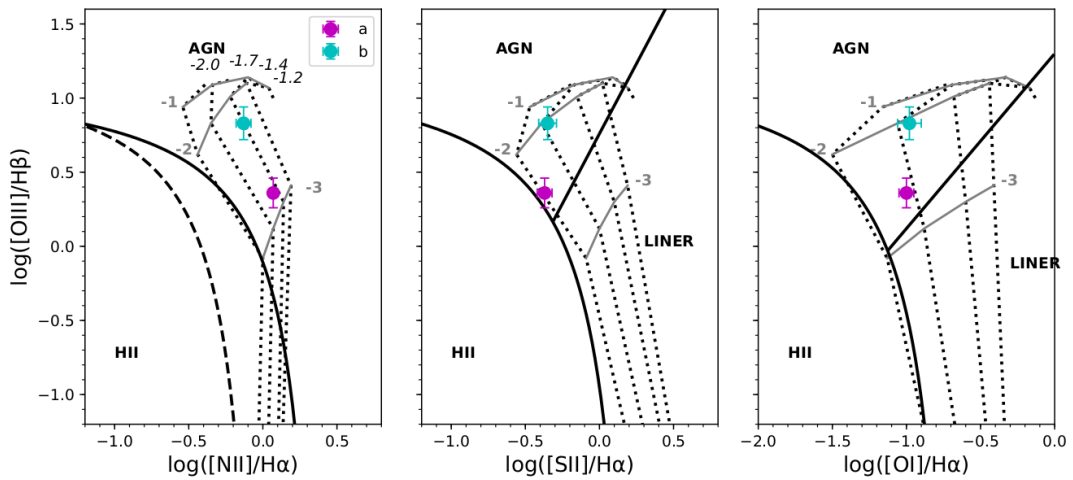 1.5
1.0
0.5
0.0
−0.5
−1.0
log([OIII]/Hβ)
AGN
-2.0
-1.7
-1.4
-1.2
a
b
-1
-2
-3
HII
−1.0
−0.5
0.0
0.5
log([NII]/Hα)
AGN
-1
-2
-3
LINER
HII
−1.0
−0.5
0.0
0.5
log([SII]/Hα)
AGN
-1
-2
-3
LINER
HII
−2.0
−1.5
−1.0
−0.5
0.0
log([OI]/Hα)